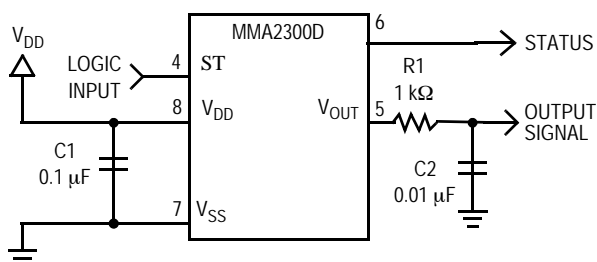 MMA2300D
V_DD
LOGIC
INPUT
4
ST
6
STATUS
R1
1 kΩ
8
V_DD
V_OUT
5
OUTPUT
SIGNAL
C1
0.1 μF
C2
0.01 μF
7
V_SS